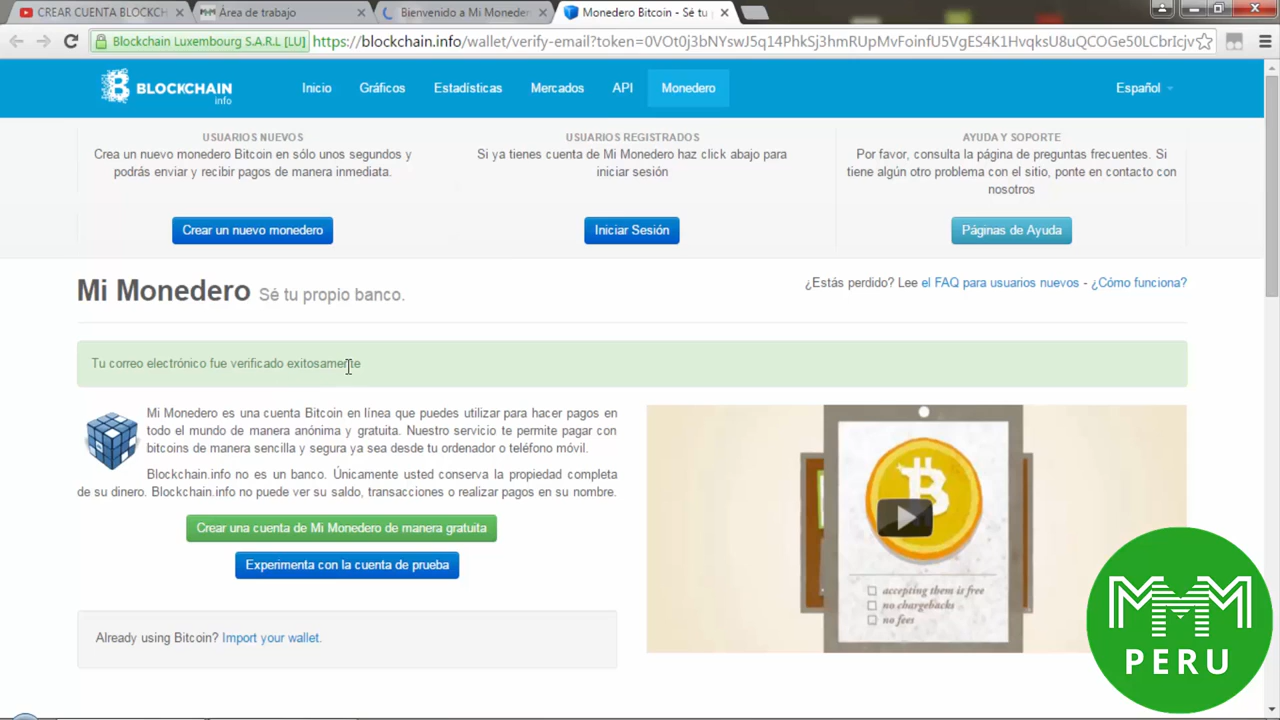 CREAR CUENTA BLOCKCH
Área de trabajo
Bienvenido a Mi Moneder
Monedero Bitcoin - Sé tu
Blockchain Luxembourg S.A.R.L [LU]
https://blockchain.info/wallet/verify-email?token=0VOt0j3bNYswJ5q14PhkSj3hmRUpMvFoinfU5VgES4K1HvqksU8uQCOGe50LCbrIcjv
BLOCKCHAIN
info
Inicio
Gráficos
Estadísticas
Mercados
API
Monedero
Español
USUARIOS NUEVOS
Crea un nuevo monedero Bitcoin en sólo unos segundos y
podrás enviar y recibir pagos de manera inmediata.
Crear un nuevo monedero
USUARIOS REGISTRADOS
Si ya tienes cuenta de Mi Monedero haz click abajo para
iniciar sesión
Iniciar Sesión
AYUDA Y SOPORTE
Por favor, consulta la página de preguntas frecuentes. Si
tiene algún otro problema con el sitio, ponte en contacto con
nosotros
Páginas de Ayuda
Mi Monedero Sé tu propio banco.
¿Estás perdido? Lee el FAQ para usuarios nuevos - ¿Cómo funciona?
Tu correo electrónico fue verificado exitosamente
Mi Monedero es una cuenta Bitcoin en línea que puedes utilizar para hacer pagos en
todo el mundo de manera anónima y gratuita. Nuestro servicio te permite pagar con
bitcoins de manera sencilla y segura ya sea desde tu ordenador o teléfono móvil.
Blockchain.info no es un banco. Únicamente usted conserva la propiedad completa
de su dinero. Blockchain.info no puede ver su saldo, transacciones o realizar pagos en su nombre.
Crear una cuenta de Mi Monedero de manera gratuita
Experimenta con la cuenta de prueba
Already using Bitcoin? Import your wallet.
accepting them is free
no chargebacks
no fees
MMM
PERU